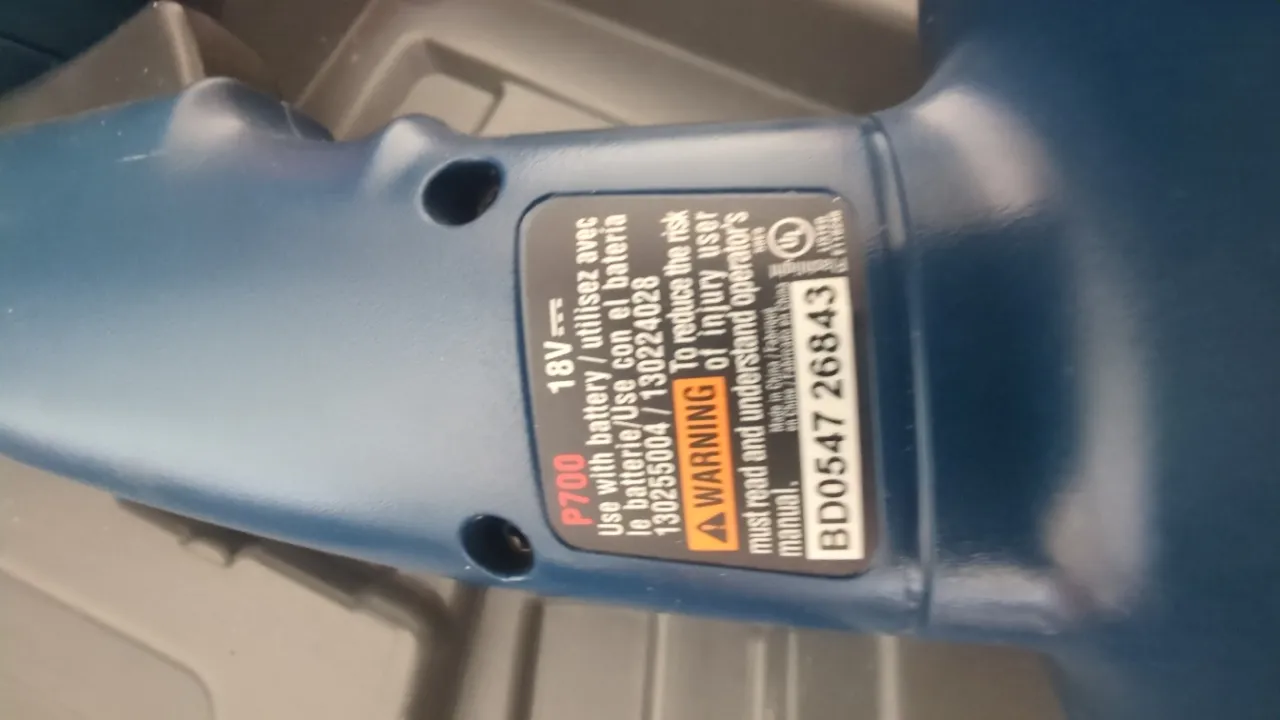 P700 18V
Use with battery / utilisez avec
le batterie/Use con el bateria
130255004 / 130224028
WARNING To reduce the risk
of injury user
must read and understand operator's
manual.
UL
BD0547 26843